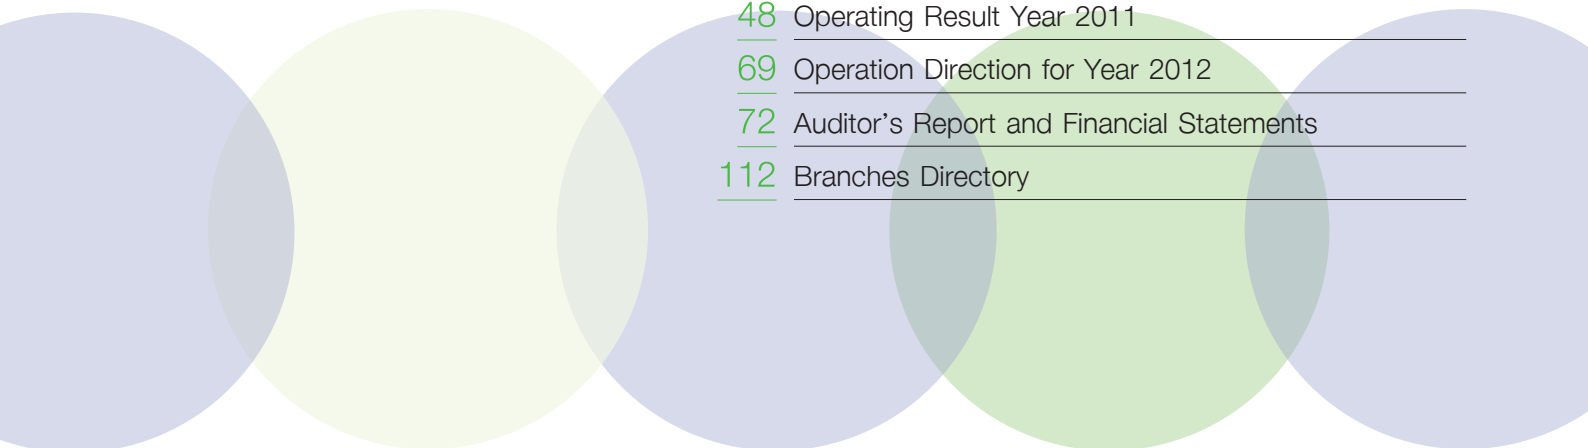 48 Operating Result Year 2011
69 Operation Direction for Year 2012
72 Auditor's Report and Financial Statements
112 Branches Directory